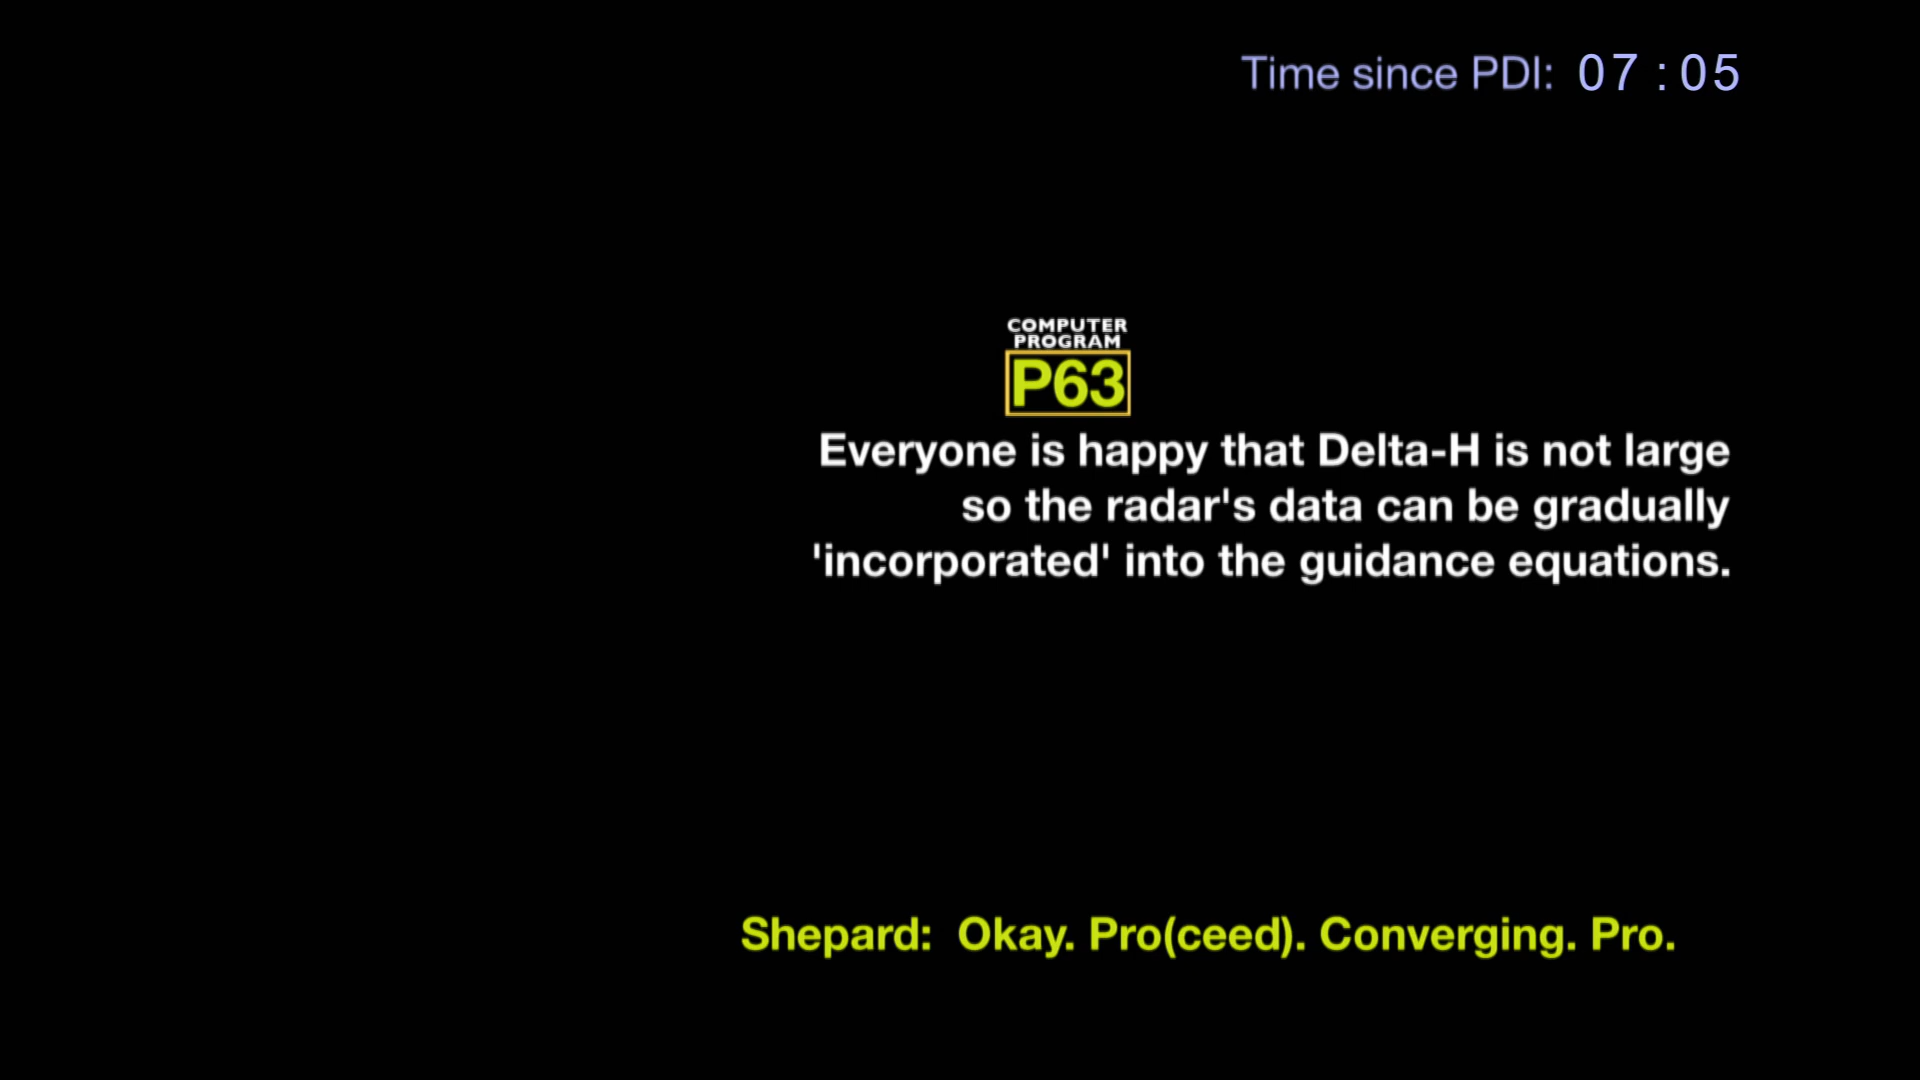 Time since PDI: 07:05
COMPUTER
PROGRAM
P63
Everyone is happy that Delta-H is not large
so the radar's data can be gradually
'incorporated' into the guidance equations.
Shepard: Okay. Pro(ceed). Converging. Pro.